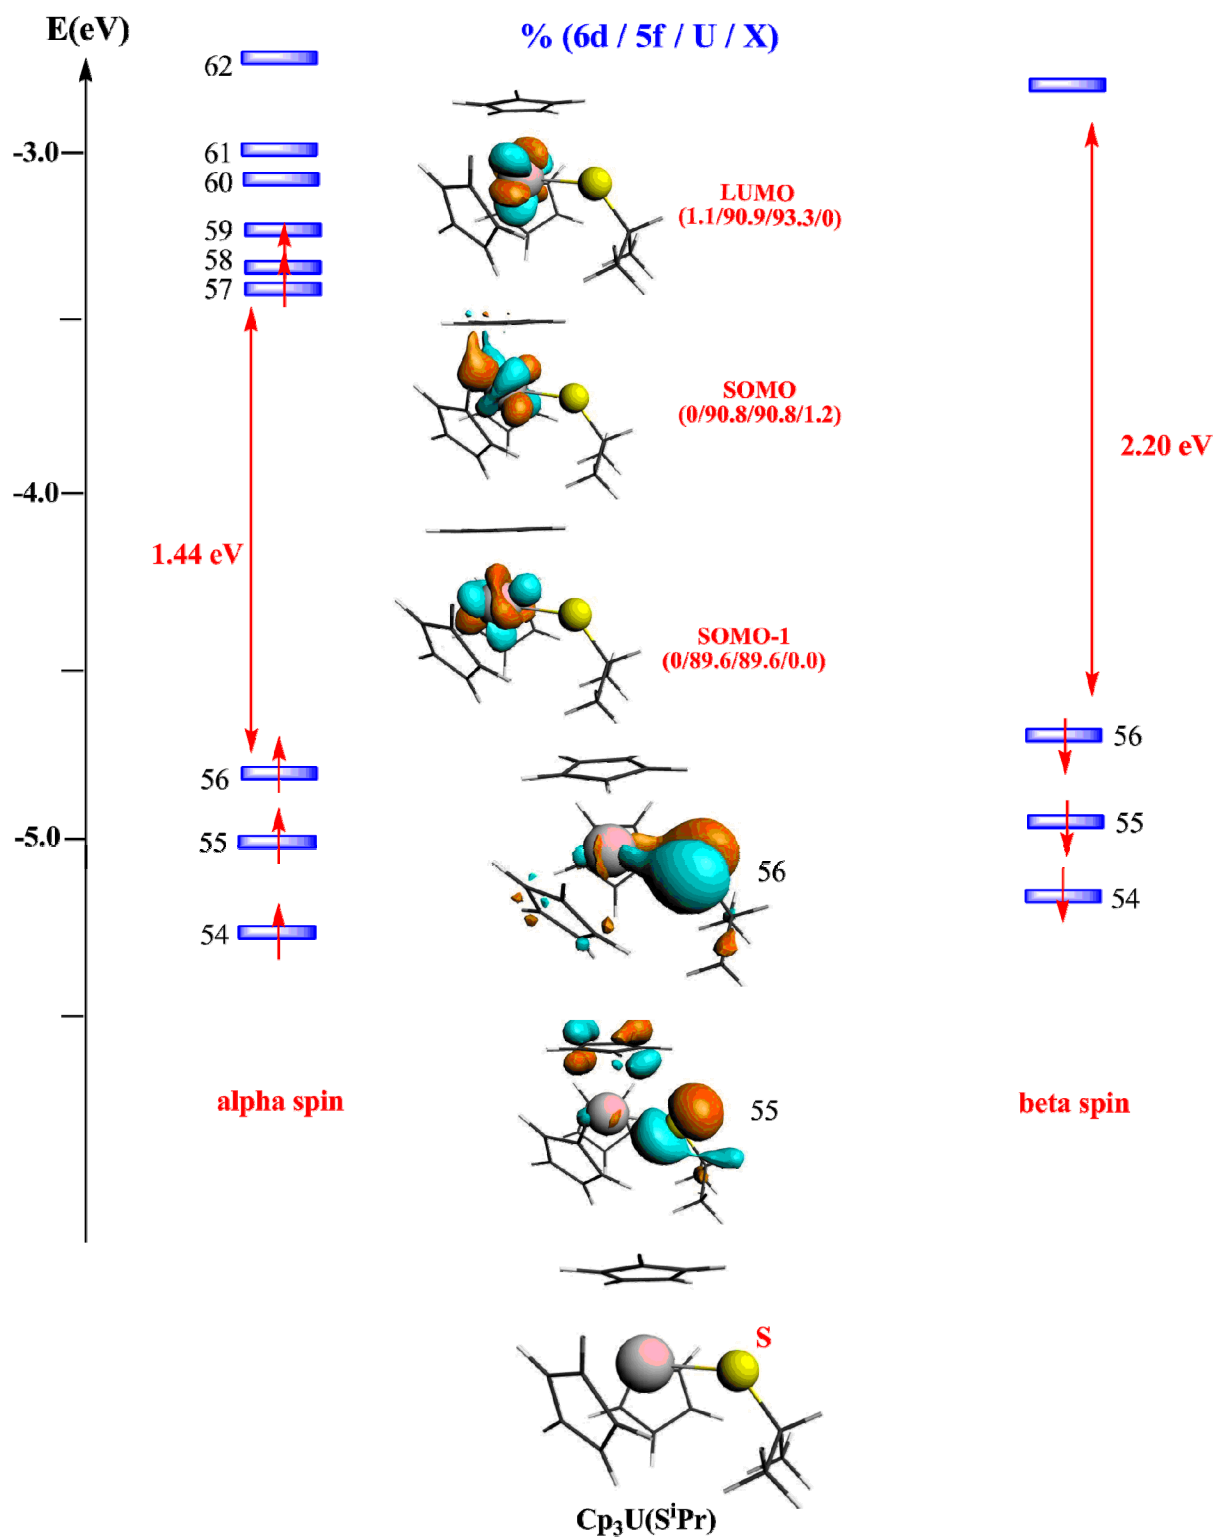 E(eV)
% (6d / 5f / U / X)
62
-3.0
61
60
59
58
57
LUMO
(1.1/90.9/93.3/0)
SOMO
(0/90.8/90.8/1.2)
2.20 eV
-4.0
1.44 eV
SOMO-1
(0/89.6/89.6/0.0)
56
56
-5.0
55
55
56
54
54
alpha spin
55
beta spin
S
Cp₃U(SⁱPr)